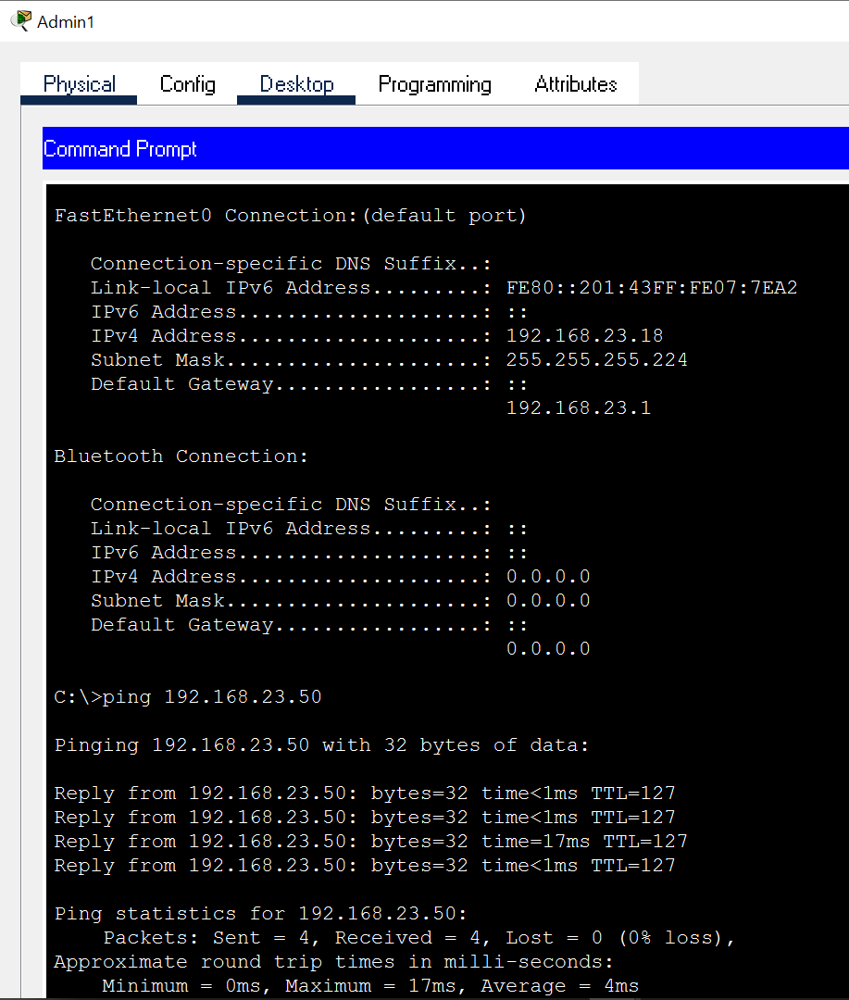 Admin1
Physical Config Desktop Programming Attributes
Command Prompt
FastEthernet0 Connection:(default port)
Connection-specific DNS Suffix..:
Link-local IPv6 Address.........: FE80::201:43FF:FE07:7EA2
IPv6 Address....................: ::
IPv4 Address....................: 192.168.23.18
Subnet Mask.....................: 255.255.255.224
Default Gateway.................: ::
192.168.23.1
Bluetooth Connection:
Connection-specific DNS Suffix..:
Link-local IPv6 Address.........: ::
IPv6 Address....................: ::
IPv4 Address....................: 0.0.0.0
Subnet Mask.....................: 0.0.0.0
Default Gateway.................: ::
0.0.0.0
C:\>ping 192.168.23.50
Pinging 192.168.23.50 with 32 bytes of data:
Reply from 192.168.23.50: bytes=32 time<1ms TTL=127
Reply from 192.168.23.50: bytes=32 time<1ms TTL=127
Reply from 192.168.23.50: bytes=32 time=17ms TTL=127
Reply from 192.168.23.50: bytes=32 time<1ms TTL=127
Ping statistics for 192.168.23.50:
Packets: Sent = 4, Received = 4, Lost = 0 (0% loss),
Approximate round trip times in milli-seconds:
Minimum = 0ms, Maximum = 17ms, Average = 4ms